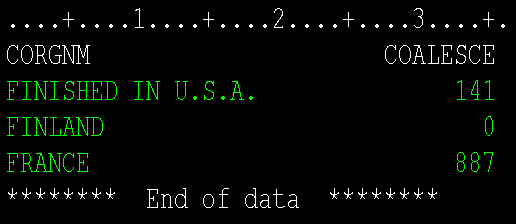 ....+....1....+....2....+....3....+.
CORGNM                     COALESCE
FINISHED IN U.S.A.              141
FINLAND                           0
FRANCE                          887
********  End of data  ********